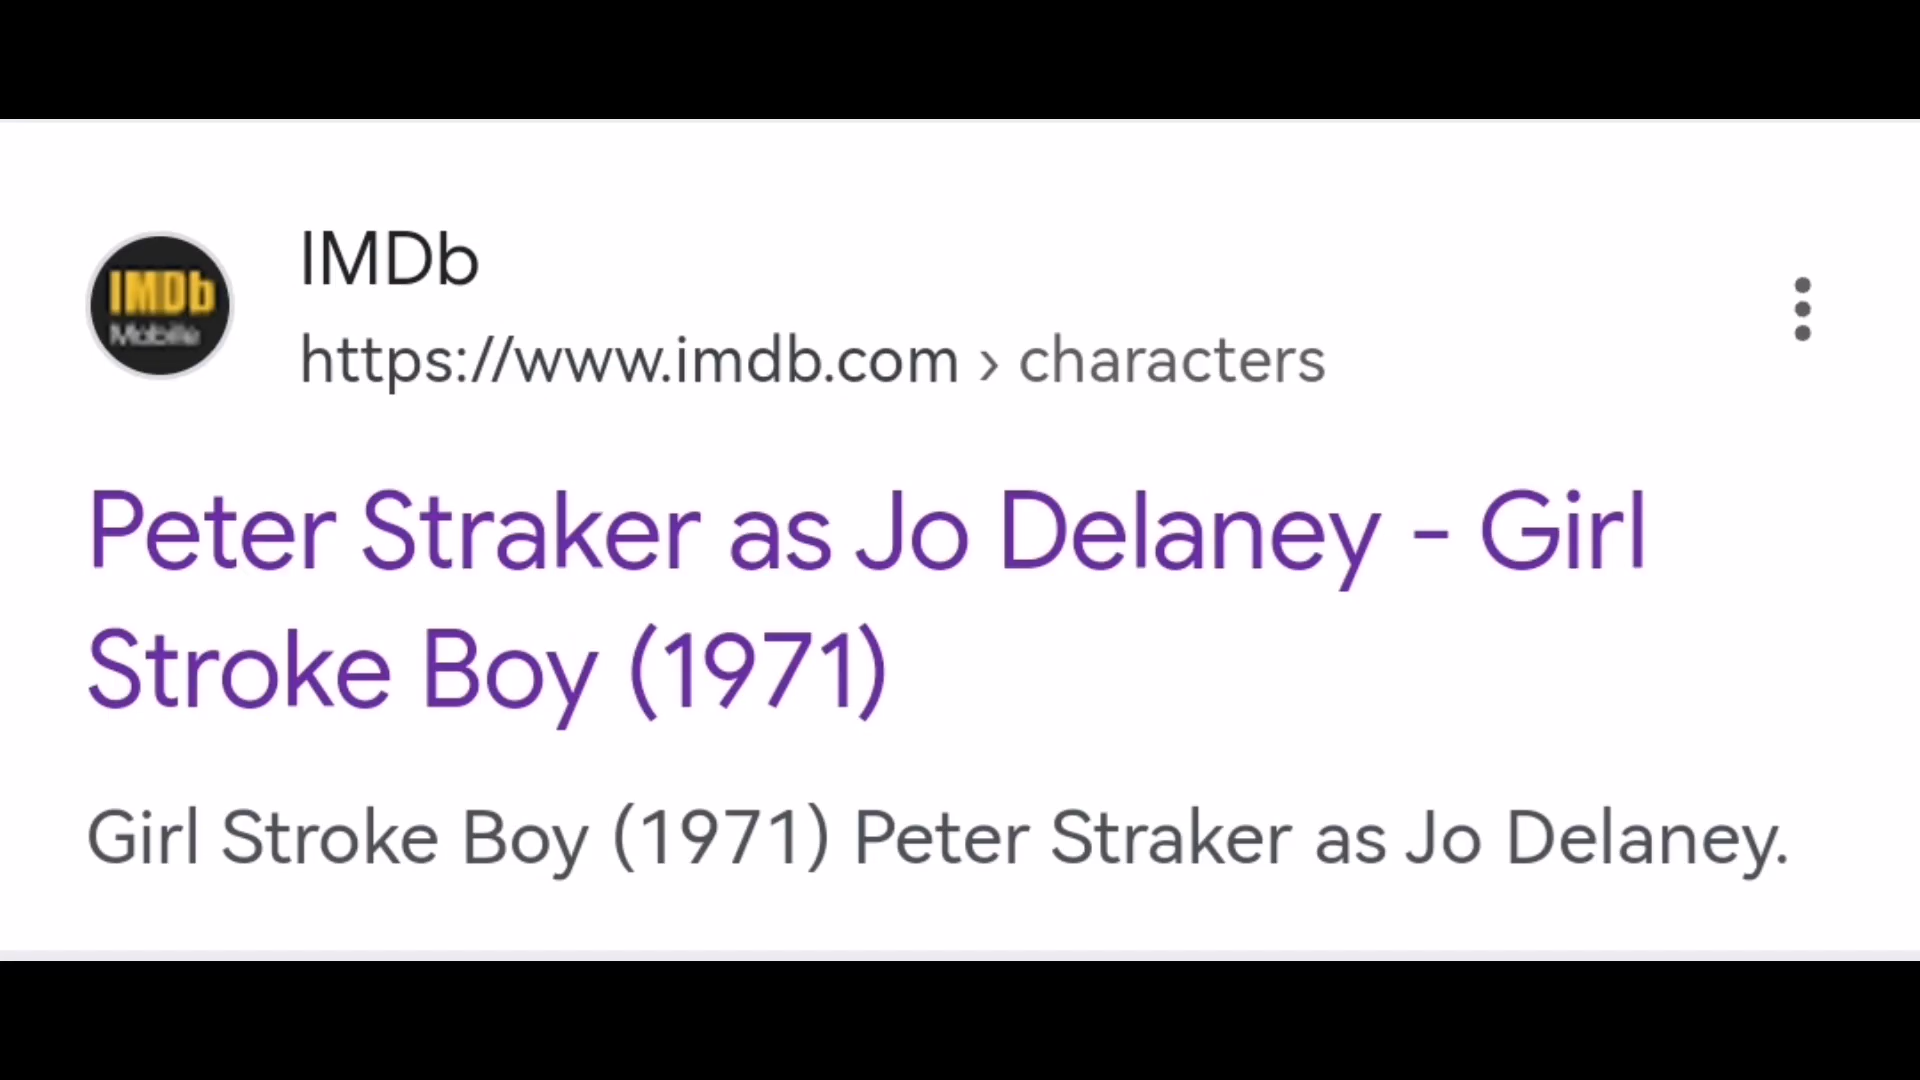 IMDb
IMDb
Mobile
https://www.imdb.com › characters
Peter Straker as Jo Delaney - Girl
Stroke Boy (1971)
Girl Stroke Boy (1971) Peter Straker as Jo Delaney.